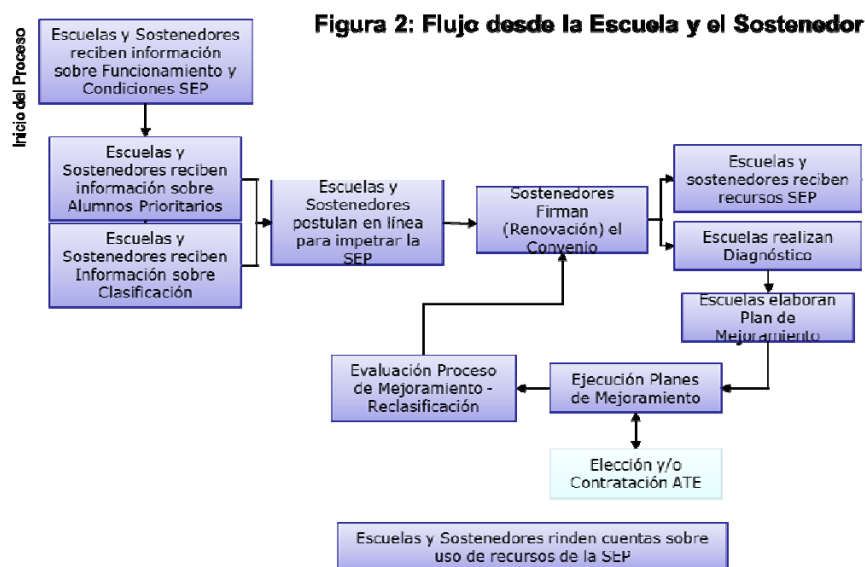 Figura 2: Flujo desde la Escuela y el Sostenedor
Inicio del Proceso
Escuelas y Sostenedores
reciben información
sobre Funcionamiento y
Condiciones SEP
Escuelas y
Sostenedores reciben
información sobre
Alumnos Prioritarios
Escuelas y
Sostenedores reciben
Información sobre
Clasificación
Escuelas y
Sostenedores
postulan en línea
para impetrar la
SEP
Sostenedores
Firman
(Renovación) el
Convenio
Escuelas y
sostenedores reciben
recursos SEP
Escuelas realizan
Diagnóstico
Escuelas elaboran
Plan de
Mejoramiento
Ejecución Planes
de Mejoramiento
Evaluación Proceso
de Mejoramiento -
Reclasificación
Elección y/o
Contratación ATE
Escuelas y Sostenedores rinden cuentas sobre
uso de recursos de la SEP